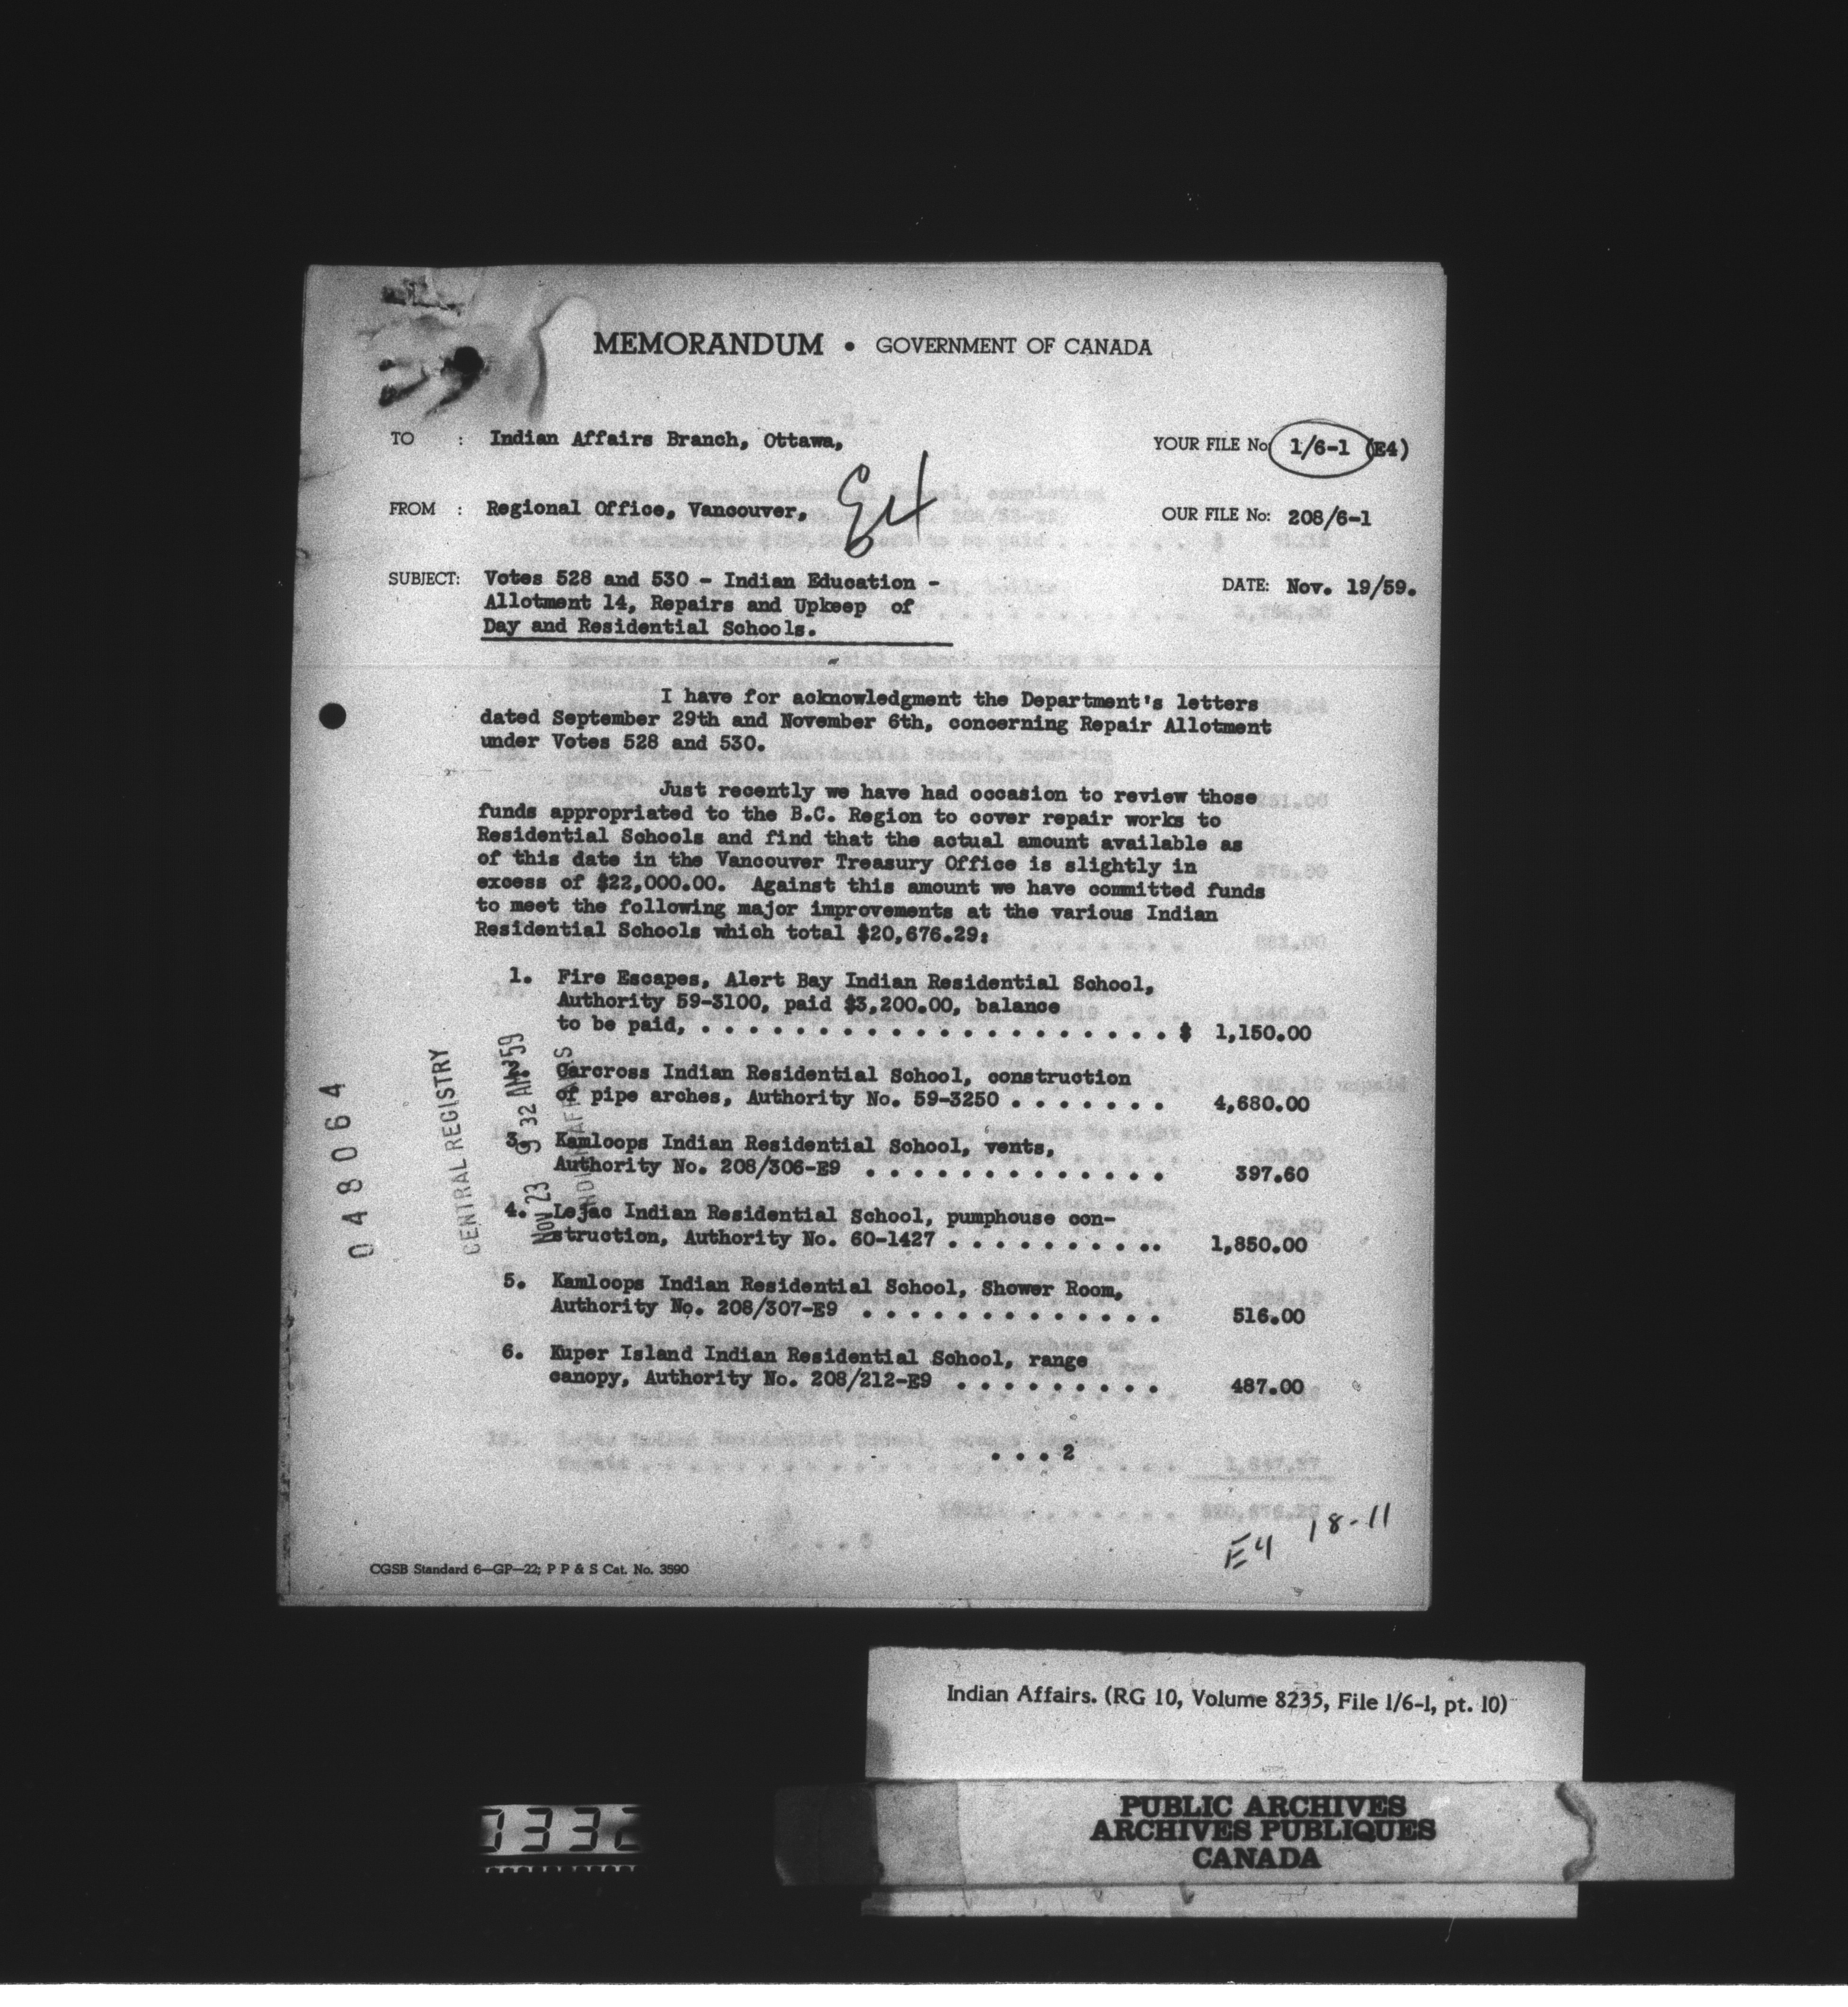 MEMORANDUM • GOVERNMENT OF CANADA
TO : Indian Affairs Branch, Ottawa,
YOUR FILE No: 1/6-1 (E4)
E4
FROM : Regional Office, Vancouver,
OUR FILE No: 208/6-1
SUBJECT: Votes 528 and 530 - Indian Education -
Allotment 14, Repairs and Upkeep of
Day and Residential Schools.
DATE: Nov. 19/59.
I have for acknowledgment the Department's letters
dated September 29th and November 6th, concerning Repair Allotment
under Votes 528 and 530.
Just recently we have had occasion to review those
funds appropriated to the B.C. Region to cover repair works to
Residential Schools and find that the actual amount available as
of this date in the Vancouver Treasury Office is slightly in
excess of $22,000.00. Against this amount we have committed funds
to meet the following major improvements at the various Indian
Residential Schools which total $20,676.29:
1. Fire Escapes, Alert Bay Indian Residential School,
Authority 59-3100, paid $3,200.00, balance
to be paid, . . . . . . . . . . . . . . . . . . . . $ 1,150.00
Carcross Indian Residential School, construction
of pipe arches, Authority No. 59-3250 . . . . . . . 4,680.00
3. Kamloops Indian Residential School, vents,
Authority No. 208/306-E9 . . . . . . . . . . . . . 397.60
4. Lejac Indian Residential School, pumphouse con-
struction, Authority No. 60-1427 . . . . . . . . . .. 1,850.00
5. Kamloops Indian Residential School, Shower Room,
Authority No. 208/307-E9 . . . . . . . . . . . . . 516.00
6. Kuper Island Indian Residential School, range
canopy, Authority No. 208/212-E9 . . . . . . . . . 487.00
. . . 2
048064
CENTRAL REGISTRY
Nov 23 9 32 AM '59
INDIAN AFFAIRS
E4 18-11
CGSB Standard 6—GP—22; P P & S Cat. No. 3590
Indian Affairs. (RG 10, Volume 8235, File 1/6-1, pt. 10)
PUBLIC ARCHIVES
ARCHIVES PUBLIQUES
CANADA